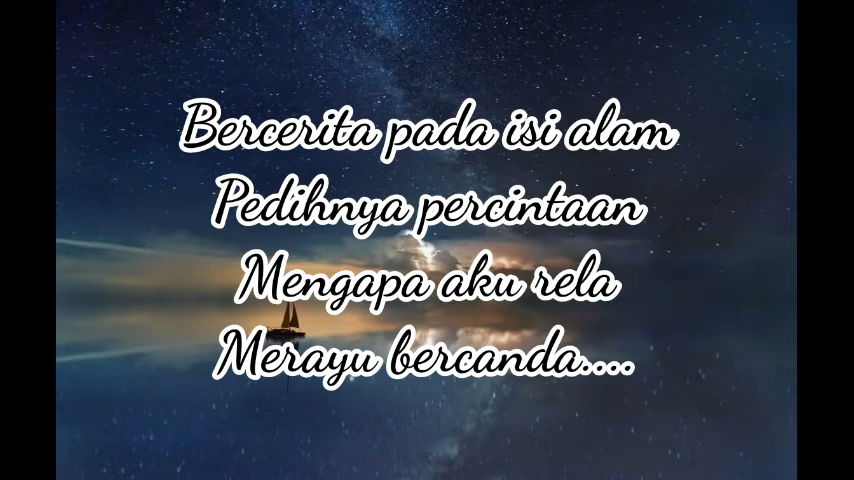 Bercerita pada isi alam
Pedihnya percintaan
Mengapa aku rela
Merayu bercanda....